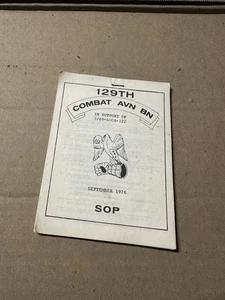 129TH
COMBAT AVN BN
IN SUPPORT OF
SEPTEMBER 1976
SOP